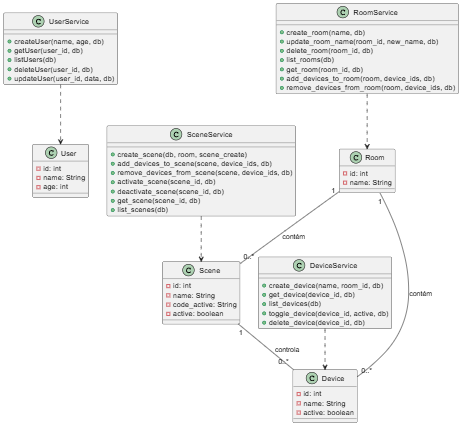 UserService
createUser(name, age, db)
getUser(user_id, db)
listUsers(db)
deleteUser(user_id, db)
updateUser(user_id, data, db)
RoomService
create_room(name, db)
update_room_name(room_id, new_name, db)
delete_room(room_id, db)
list_rooms(db)
get_room(room_id, db)
add_devices_to_room(room, device_ids, db)
remove_devices_from_room(room, device_ids, db)
User
id: int
name: String
age: int
SceneService
create_scene(db, room, scene_create)
add_devices_to_scene(scene, device_ids, db)
remove_devices_from_scene(scene, device_ids, db)
activate_scene(scene_id, db)
deactivate_scene(scene_id, db)
get_scene(scene_id, db)
list_scenes(db)
Room
id: int
name: String
1
1
contém
0..*
Scene
id: int
name: String
code_active: String
active: boolean
DeviceService
create_device(name, room_id, db)
get_device(device_id, db)
list_devices(db)
toggle_device(device_id, active, db)
delete_device(device_id, db)
contém
1
controla
0..*
0..*
Device
id: int
name: String
active: boolean